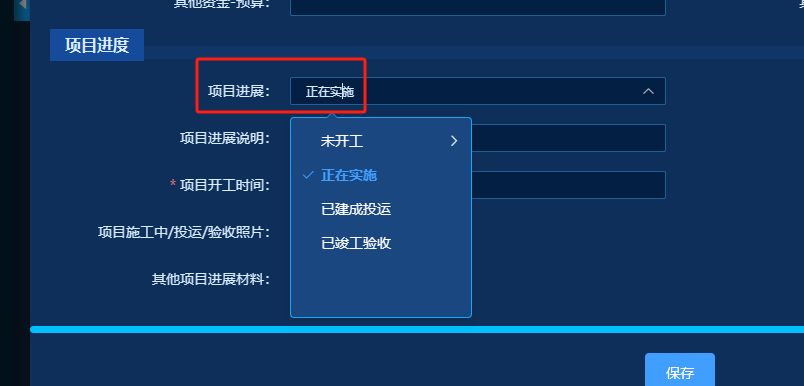 其他资金-预算:
项目进度
项目进展: 正在实施
未开工
项目进展说明:
正在实施
* 项目开工时间:
已建成投运
项目施工中/投运/验收照片:
已竣工验收
其他项目进展材料:
保存